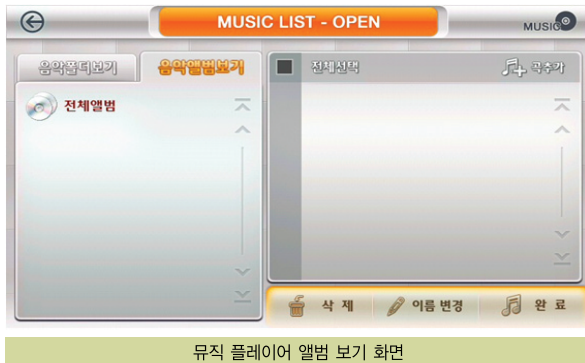 MUSIC LIST - OPEN
MUSIC
음악폴더보기
음악앨범보기
전체선택
곡추가
전체앨범
삭 제
이름 변경
완 료
뮤직 플레이어 앨범 보기 화면